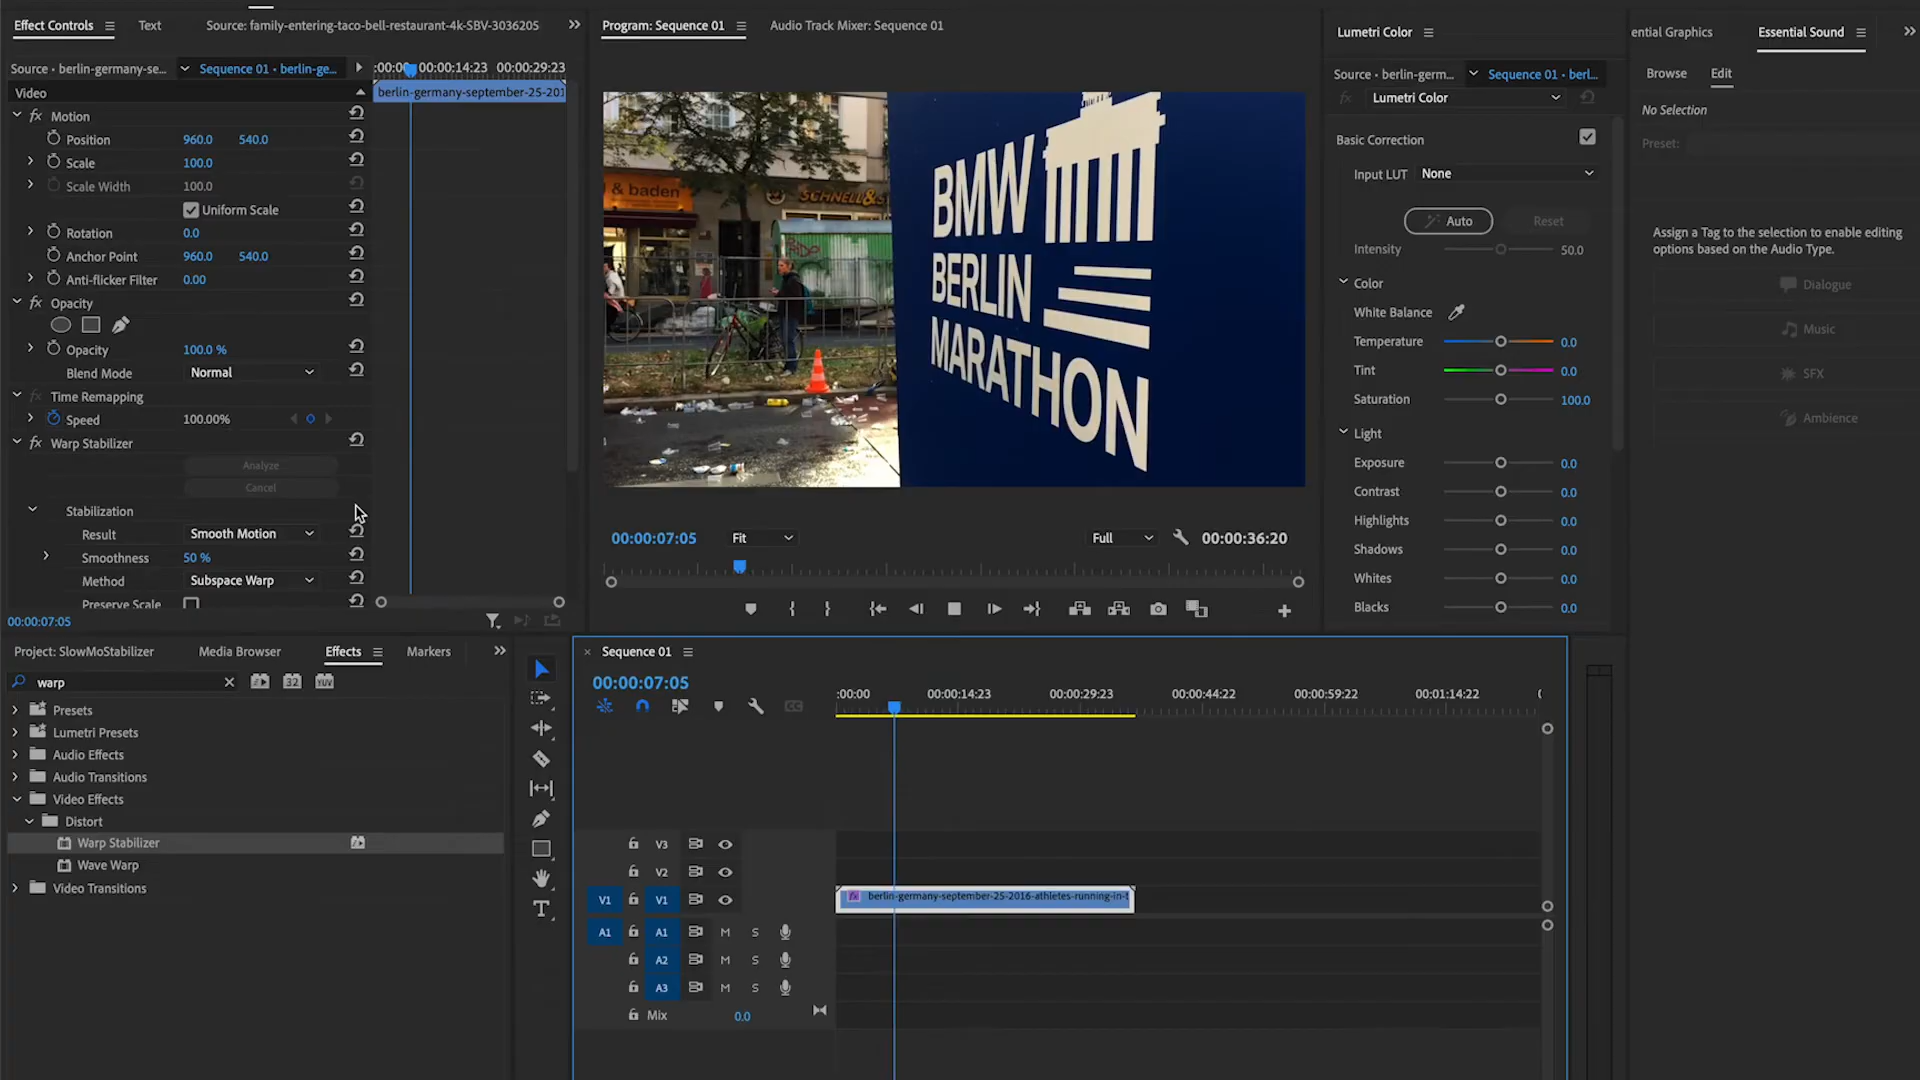 Effect Controls
Text
Source: family-entering-taco-bell-restaurant-4k-SBV-3036205
Source • berlin-germany-se...
Sequence 01 • berlin-ge...
:00:00
00:00:14:23
00:00:29:23
Video
berlin-germany-september-25-201
Motion
Position 960.0 540.0
Scale 100.0
Scale Width 100.0
Uniform Scale
Rotation 0.0
Anchor Point 960.0 540.0
Anti-flicker Filter 0.00
Opacity
Opacity 100.0 %
Blend Mode Normal
Time Remapping
Speed 100.00%
Warp Stabilizer
Analyze
Cancel
Stabilization
Result Smooth Motion
Smoothness 50 %
Method Subspace Warp
Preserve Scale
00:00:07:05
Program: Sequence 01
Audio Track Mixer: Sequence 01
& baden
SCHNELL&S
BMW
BERLIN
MARATHON
00:00:07:05
Fit
Full
00:00:36:20
Lumetri Color
Source • berlin-germ...
Sequence 01 • berl...
fx Lumetri Color
Basic Correction
Input LUT None
Auto
Reset
Intensity 50.0
Color
White Balance
Temperature 0.0
Tint 0.0
Saturation 100.0
Light
Exposure 0.0
Contrast 0.0
Highlights 0.0
Shadows 0.0
Whites 0.0
Blacks 0.0
ential Graphics
Essential Sound
Browse
Edit
No Selection
Preset:
Assign a Tag to the selection to enable editing
options based on the Audio Type.
Dialogue
Music
SFX
Ambience
Project: SlowMoStabilizer
Media Browser
Effects
Markers
warp
32
YUV
Presets
Lumetri Presets
Audio Effects
Audio Transitions
Video Effects
Distort
Warp Stabilizer
Wave Warp
Video Transitions
Sequence 01
00:00:07:05
:00:00
00:00:14:23
00:00:29:23
00:00:44:22
00:00:59:22
00:01:14:22
V3
V2
V1 V1
fx berlin-germany-september-25-2016-athletes-running-in-t
A1 A1 M S
A2 M S
A3 M S
Mix 0.0